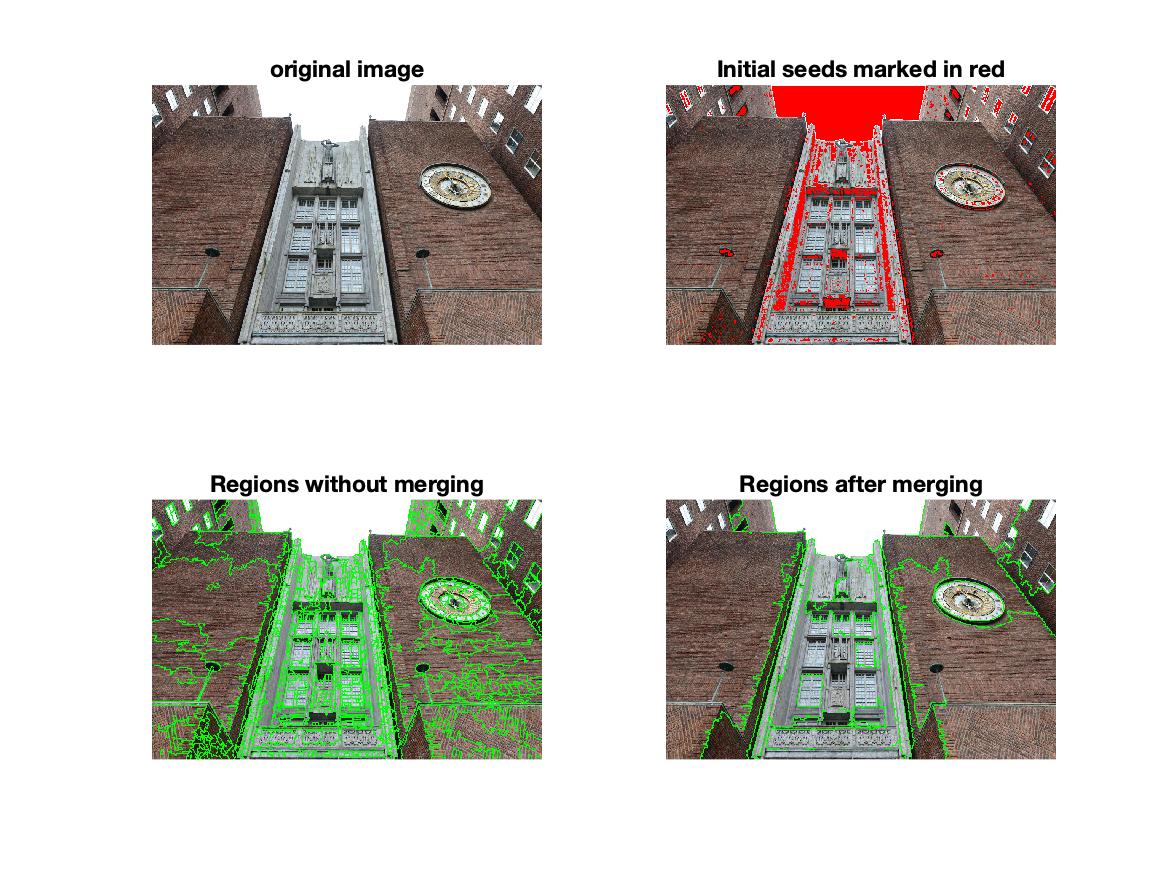 original image
Initial seeds marked in red
Regions without merging
Regions after merging